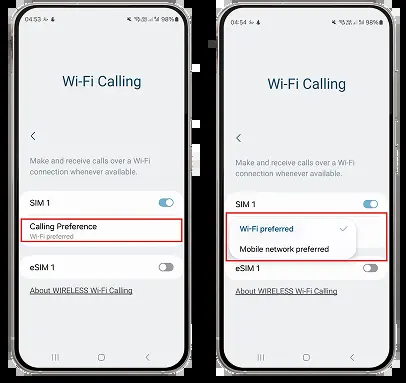 04:53
98%
Wi-Fi Calling
Make and receive calls over a Wi-Fi
connection whenever available.
SIM 1
Calling Preference
Wi-Fi preferred
eSIM 1
About WIRELESS Wi-Fi Calling
04:54
98%
Wi-Fi Calling
Make and receive calls over a Wi-Fi
connection whenever available.
SIM 1
Wi-Fi preferred
Mobile network preferred
eSIM 1
About WIRELESS Wi-Fi Calling